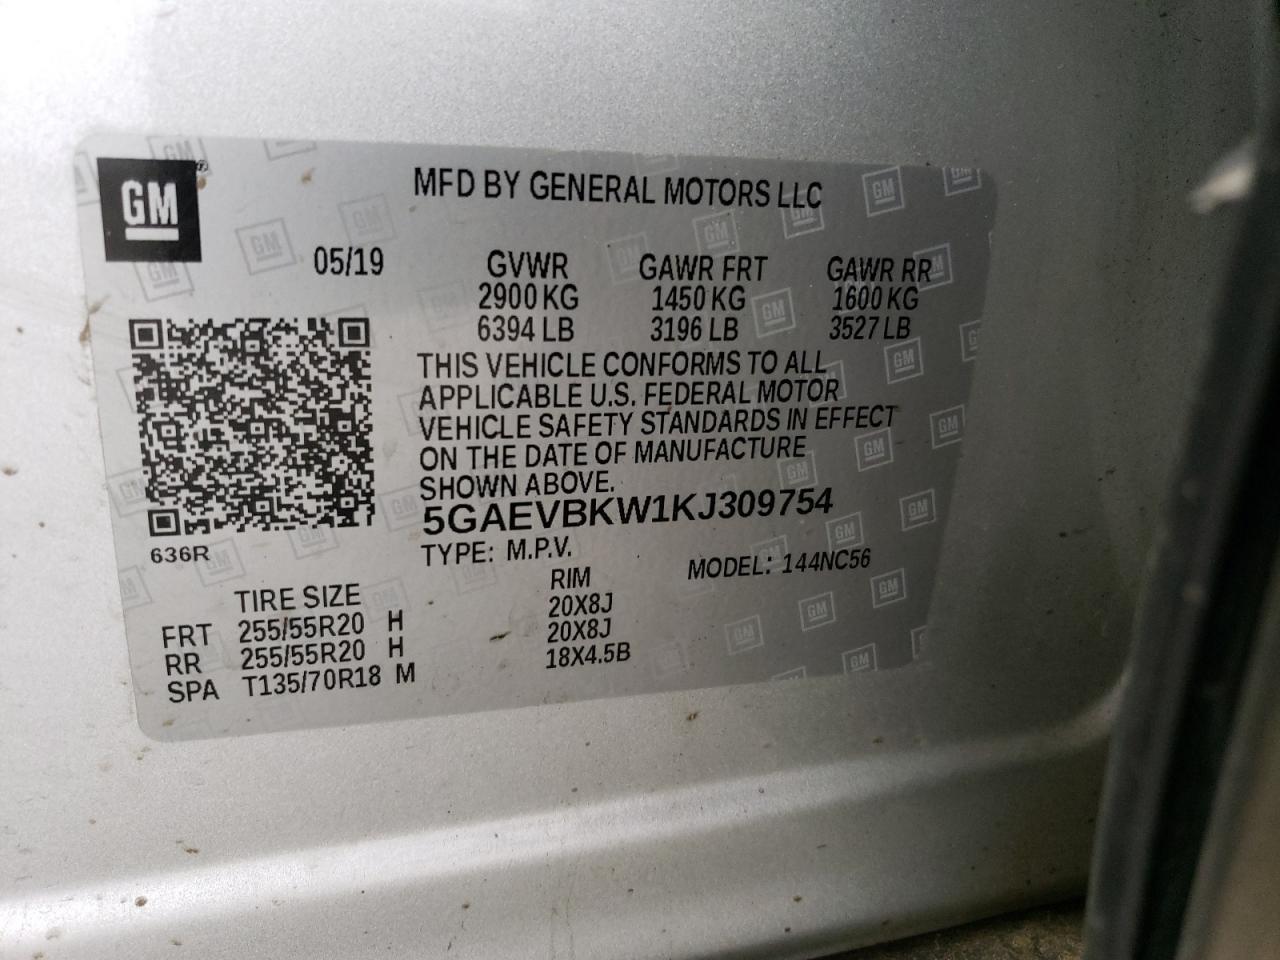 GM
MFD BY GENERAL MOTORS LLC
05/19 GVWR GAWR FRT GAWR RR
2900 KG 1450 KG 1600 KG
6394 LB 3196 LB 3527 LB
THIS VEHICLE CONFORMS TO ALL
APPLICABLE U.S. FEDERAL MOTOR
VEHICLE SAFETY STANDARDS IN EFFECT
ON THE DATE OF MANUFACTURE
SHOWN ABOVE.
5GAEVBKW1KJ309754
636R
TYPE: M.P.V. MODEL: 144NC56
TIRE SIZE RIM
FRT 255/55R20 H 20X8J
RR 255/55R20 H 20X8J
SPA T135/70R18 M 18X4.5B